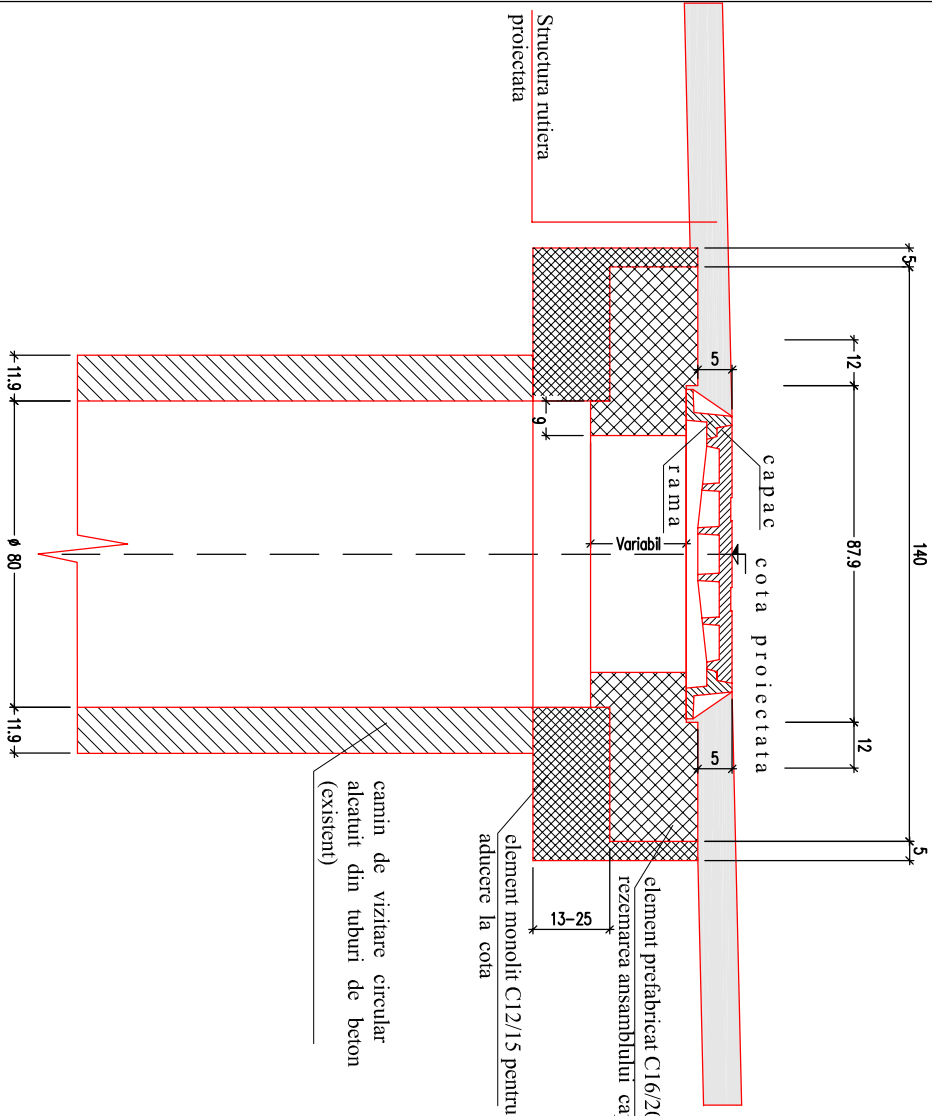 Structura rutiera
proiectata
5
140
5
12
87.9
12
5
5
capac
rama
cota proiectata
Variabil
9
13-25
element prefabricat C16/20
rezemarea ansamblului
element monolit C12/15 pentru
aducere la cota
camin de vizitare circular
alcatuit din tuburi de beton
(existent)
11.9
ø 80
11.9